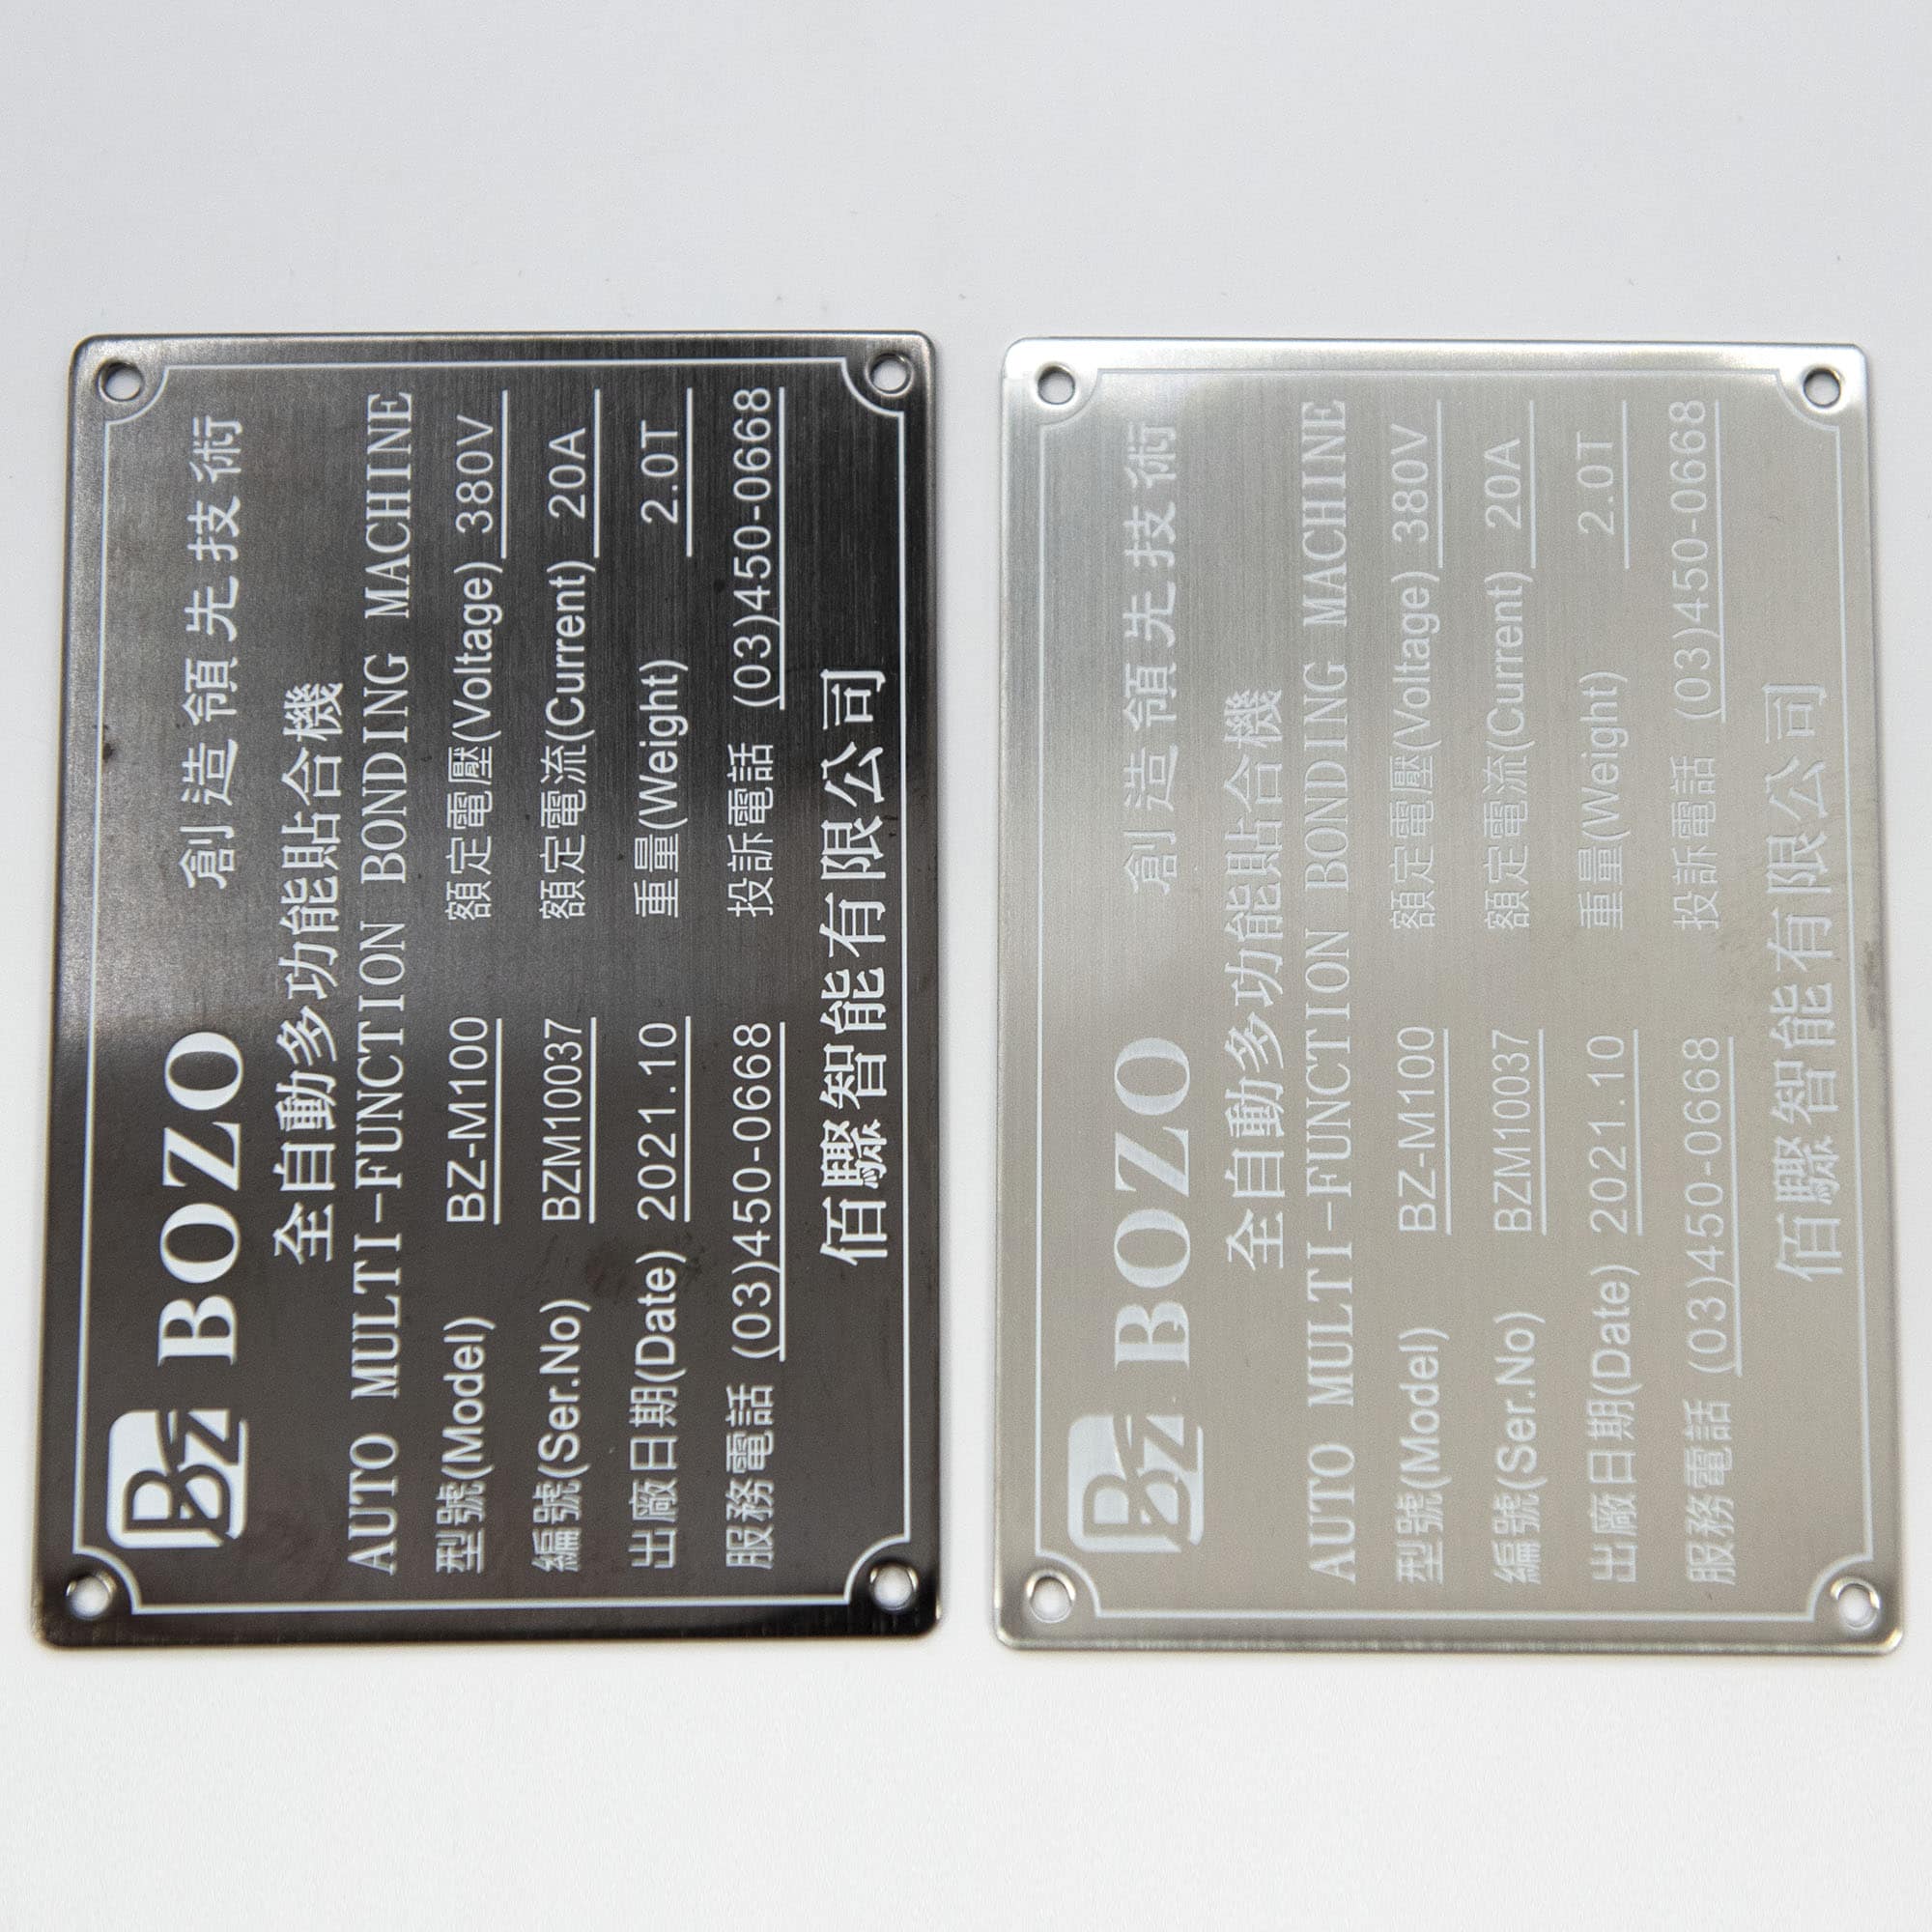 Bz BOZO 創造領先技術
全自動多功能貼合機
AUTO MULTI-FUNCTION BONDING MACHINE
型號(Model) BZ-M100 額定電壓(Voltage) 380V
編號(Ser.No) BZM10037 額定電流(Current) 20A
出廠日期(Date) 2021.10 重量(Weight) 2.0T
服務電話 (03)450-0668 投訴電話 (03)450-0668
佰驟智能有限公司
Bz BOZO 創造領先技術
全自動多功能貼合機
AUTO MULTI-FUNCTION BONDING MACHINE
型號(Model) BZ-M100 額定電壓(Voltage) 380V
編號(Ser.No) BZM10037 額定電流(Current) 20A
出廠日期(Date) 2021.10 重量(Weight) 2.0T
服務電話 (03)450-0668 投訴電話 (03)450-0668
佰驟智能有限公司